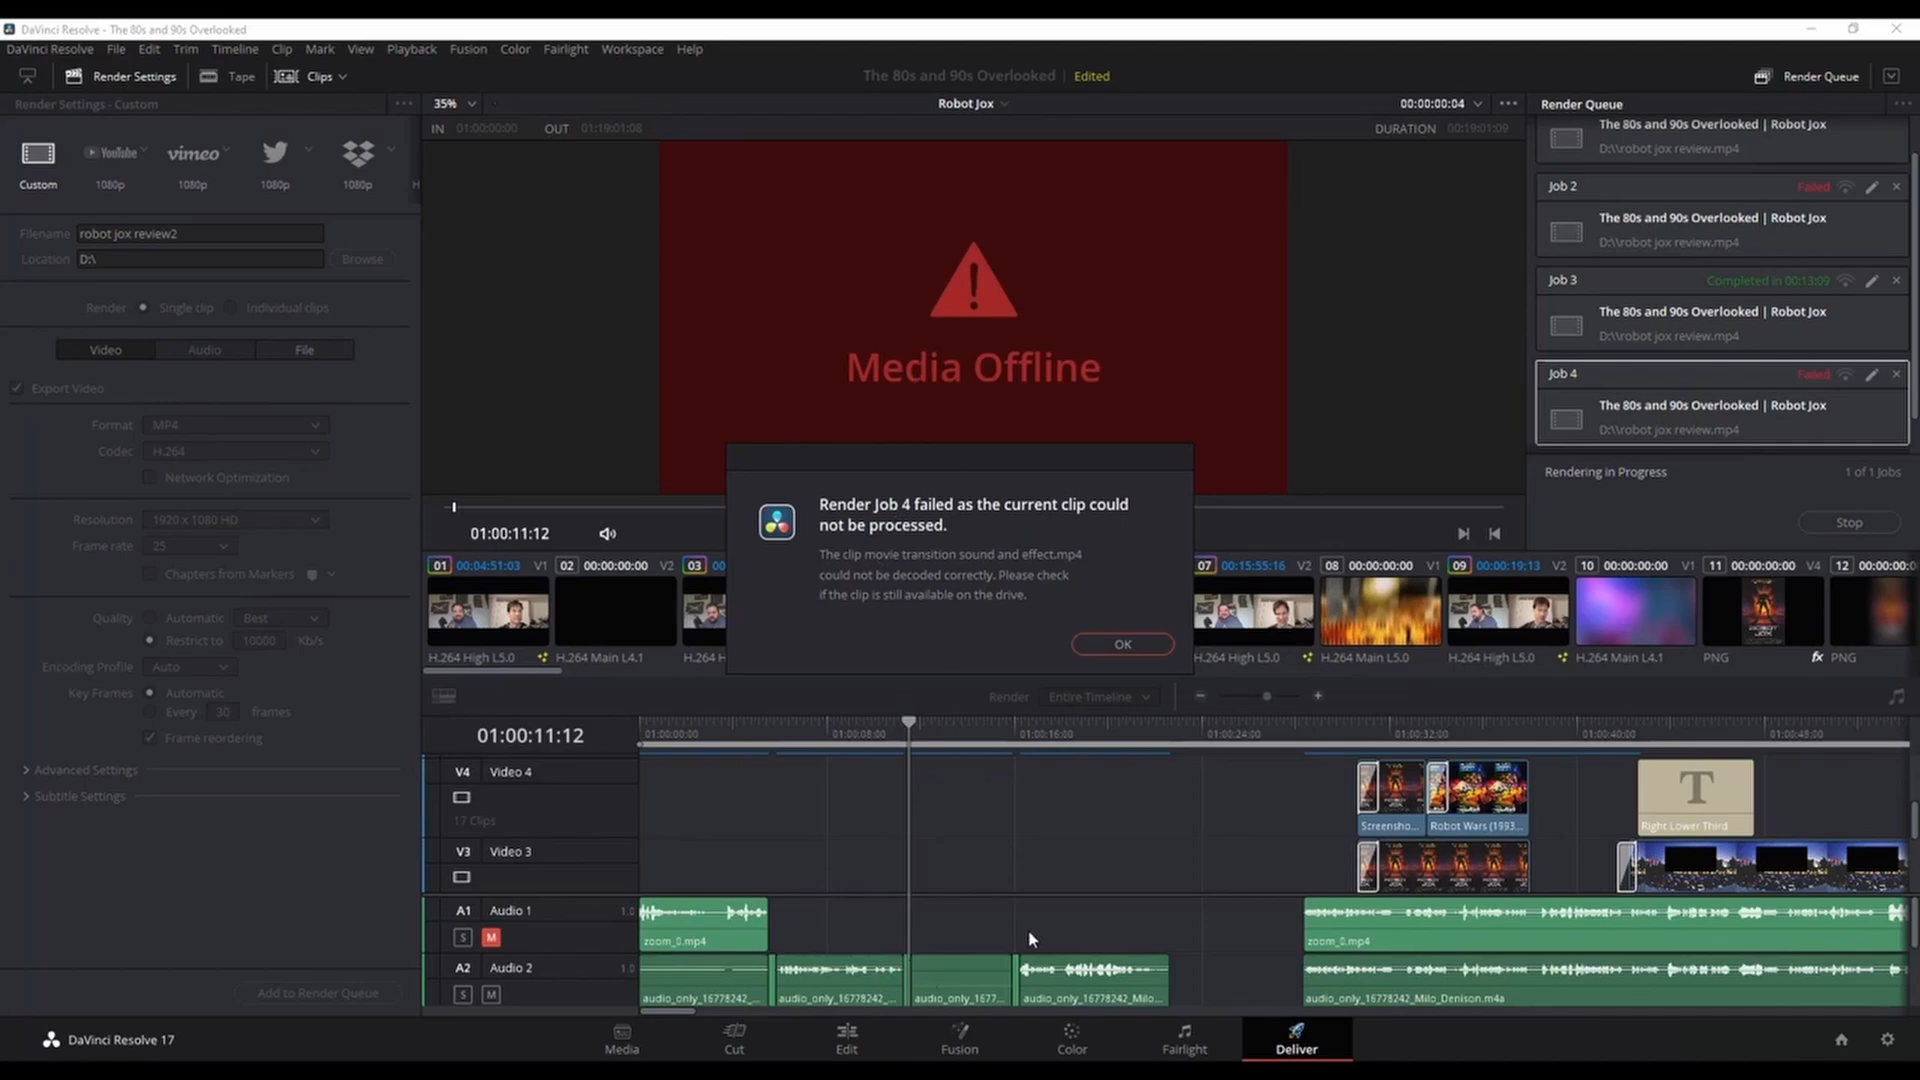 DaVinci Resolve - The 80s and 90s Overlooked
DaVinci Resolve File Edit Trim Timeline Clip Mark View Playback Fusion Color Fairlight Workspace Help
Render Settings Tape Clips The 80s and 90s Overlooked Edited Render Queue
Render Settings - Custom
35% Robot Jox 00:00:00:04
Render Queue
IN 01:00:00:00 OUT 01:19:01:08 DURATION 00:19:01:09
YouTube vimeo
Custom 1080p 1080p 1080p 1080p H
Filename robot jox review2
Location D:\ Browse
Render Single clip Individual clips
Video Audio File
Export Video
Format MP4
Codec H.264
Network Optimization
Resolution 1920 x 1080 HD
Frame rate 25
Chapters from Markers
Quality Automatic Best
Restrict to 10000 Kb/s
Encoding Profile Auto
Key Frames Automatic
Every 30 frames
Frame reordering
Advanced Settings
Subtitle Settings
Add to Render Queue
Media Offline
The 80s and 90s Overlooked | Robot Jox
D:\\robot jox review.mp4
Job 2 Failed
The 80s and 90s Overlooked | Robot Jox
D:\\robot jox review.mp4
Job 3 Completed in 00:13:09
The 80s and 90s Overlooked | Robot Jox
D:\\robot jox review.mp4
Job 4 Failed
The 80s and 90s Overlooked | Robot Jox
D:\\robot jox review.mp4
Rendering in Progress 1 of 1 Jobs
Stop
Render Job 4 failed as the current clip could
not be processed.
The clip movie transition sound and effect.mp4
could not be decoded correctly. Please check
if the clip is still available on the drive.
OK
01:00:11:12
01 00:04:51:03 V1 02 00:00:00:00 V2 03 00 07 00:15:55:16 V2 08 00:00:00:00 V1 09 00:00:19:13 V2 10 00:00:00:00 V1 11 00:00:00:00 V4 12 00:00:0
H.264 High L5.0 H.264 Main L4.1 H.264 H H.264 High L5.0 H.264 Main L5.0 H.264 High L5.0 H.264 Main L4.1 PNG fx PNG
Render Entire Timeline
01:00:11:12 01:00:00:00 01:00:08:00 01:00:16:00 01:00:24:00 01:00:32:00 01:00:40:00 01:00:48:00
V4 Video 4
17 Clips
Screensho... Robot Wars (1993... T Right Lower Third
V3 Video 3
A1 Audio 1 1.0
S M
zoom_0.mp4 zoom_0.mp4
A2 Audio 2 1.0
S M
audio_only_16778242_... audio_only_16778242_... audio_only_1677... audio_only_16778242_Milo... audio_only_16778242_Milo_Denison.m4a
DaVinci Resolve 17
Media Cut Edit Fusion Color Fairlight Deliver